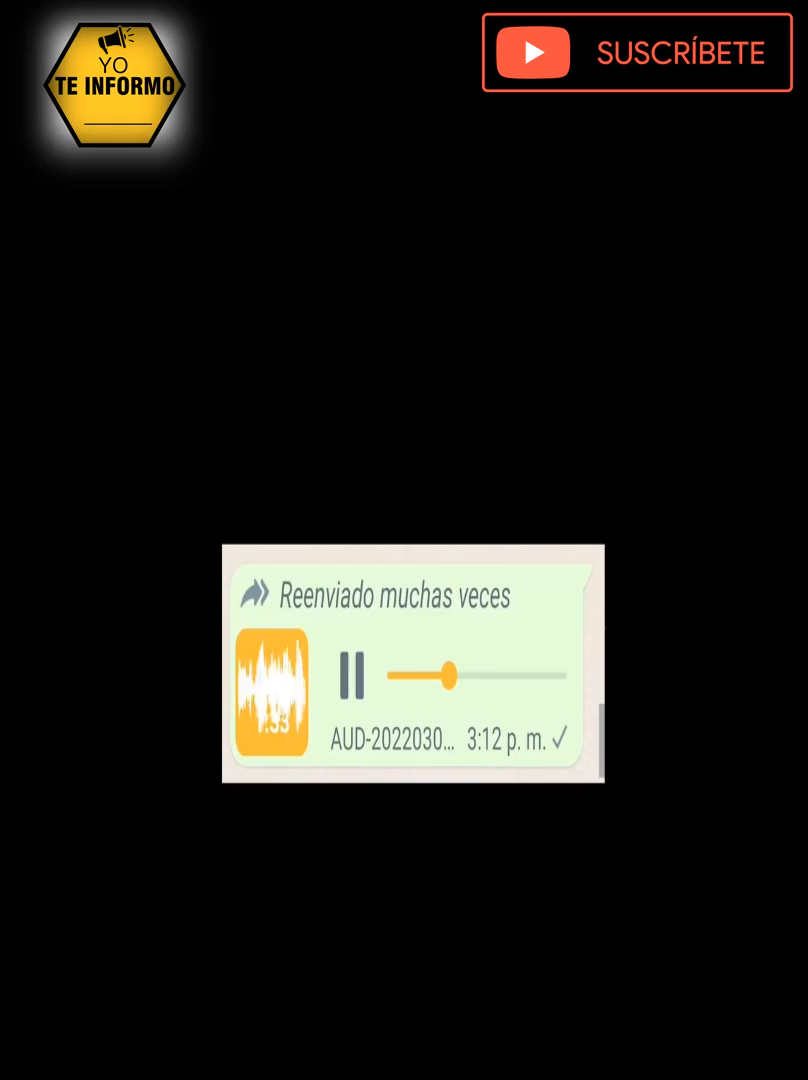 YO
TE INFORMO
SUSCRÍBETE
Reenviado muchas veces
AUD-2022030... 3:12 p. m.